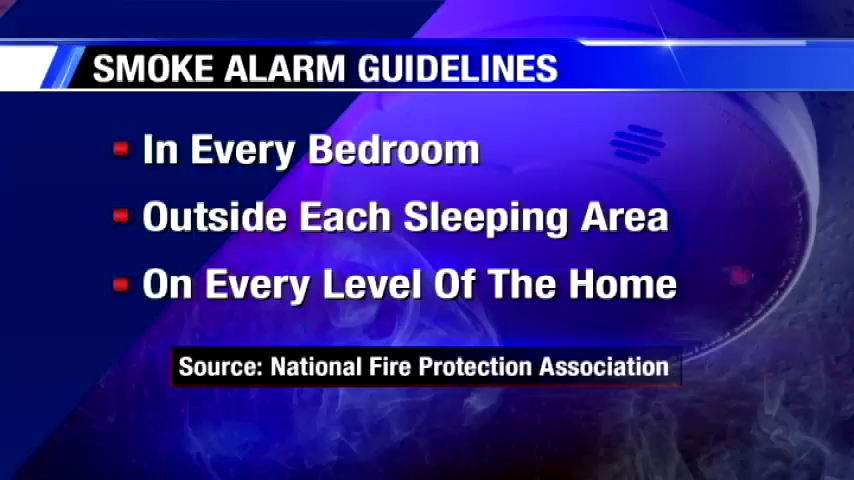 SMOKE ALARM GUIDELINES
In Every Bedroom
Outside Each Sleeping Area
On Every Level Of The Home
Source: National Fire Protection Association